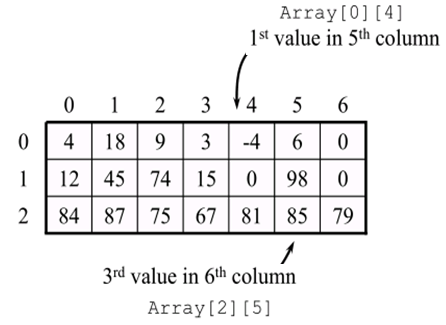 Array[0][4]
1st value in 5th column
0 1 2 3 4 5 6
0 4 18 9 3 -4 6 0
1 12 45 74 15 0 98 0
2 84 87 75 67 81 85 79
3rd value in 6th column
Array[2][5]